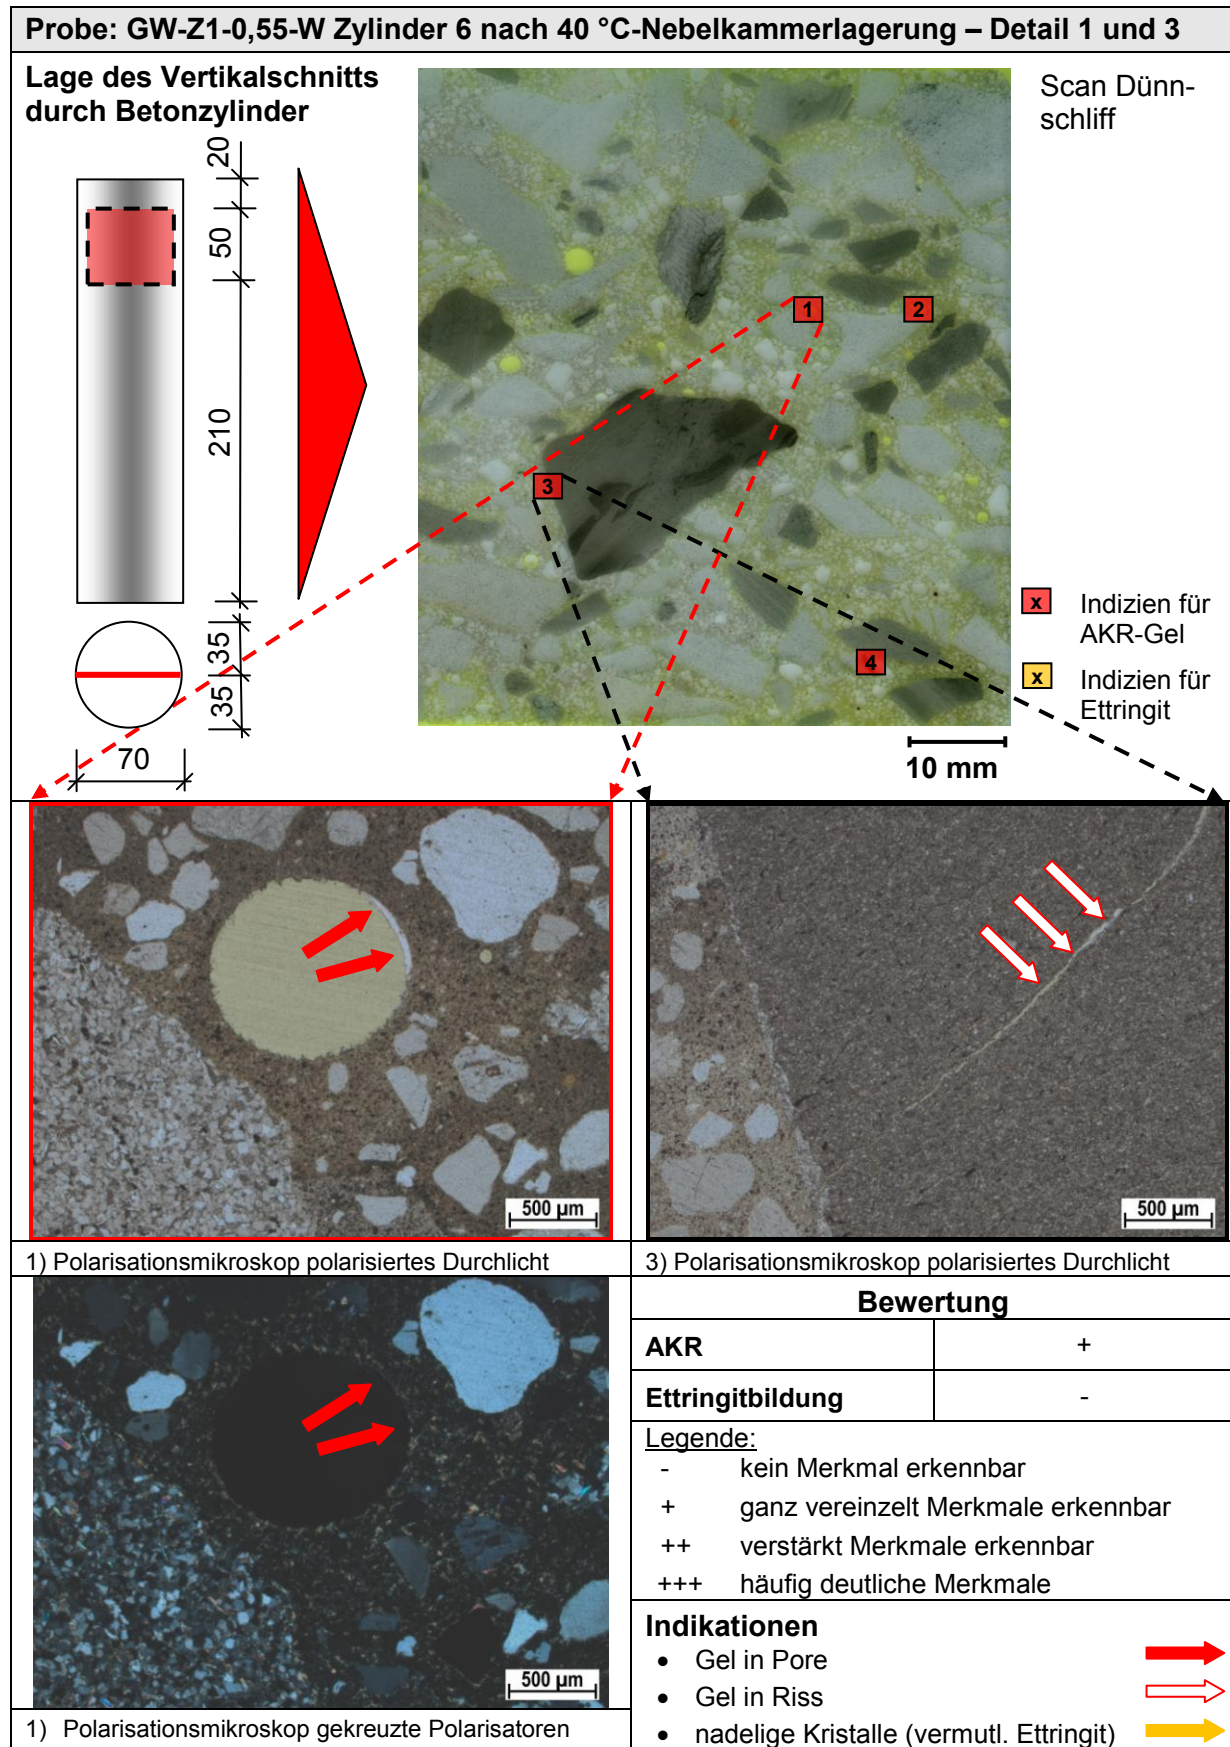 Probe: GW-Z1-0,55-W Zylinder 6 nach 40 °C-Nebelkammerlagerung – Detail 1 und 3
Lage des Vertikalschnitts
durch Betonzylinder
Scan Dünn-
schliff
20
50
210
35
35
70
1
2
3
4
x Indizien für
AKR-Gel
x Indizien für
Ettringit
10 mm
500 µm
500 µm
1) Polarisationsmikroskop polarisiertes Durchlicht
3) Polarisationsmikroskop polarisiertes Durchlicht
500 µm
1) Polarisationsmikroskop gekreuzte Polarisatoren
Bewertung
AKR +
Ettringitbildung -
Legende:
- kein Merkmal erkennbar
+ ganz vereinzelt Merkmale erkennbar
++ verstärkt Merkmale erkennbar
+++ häufig deutliche Merkmale
Indikationen
• Gel in Pore
• Gel in Riss
• nadelige Kristalle (vermutl. Ettringit)